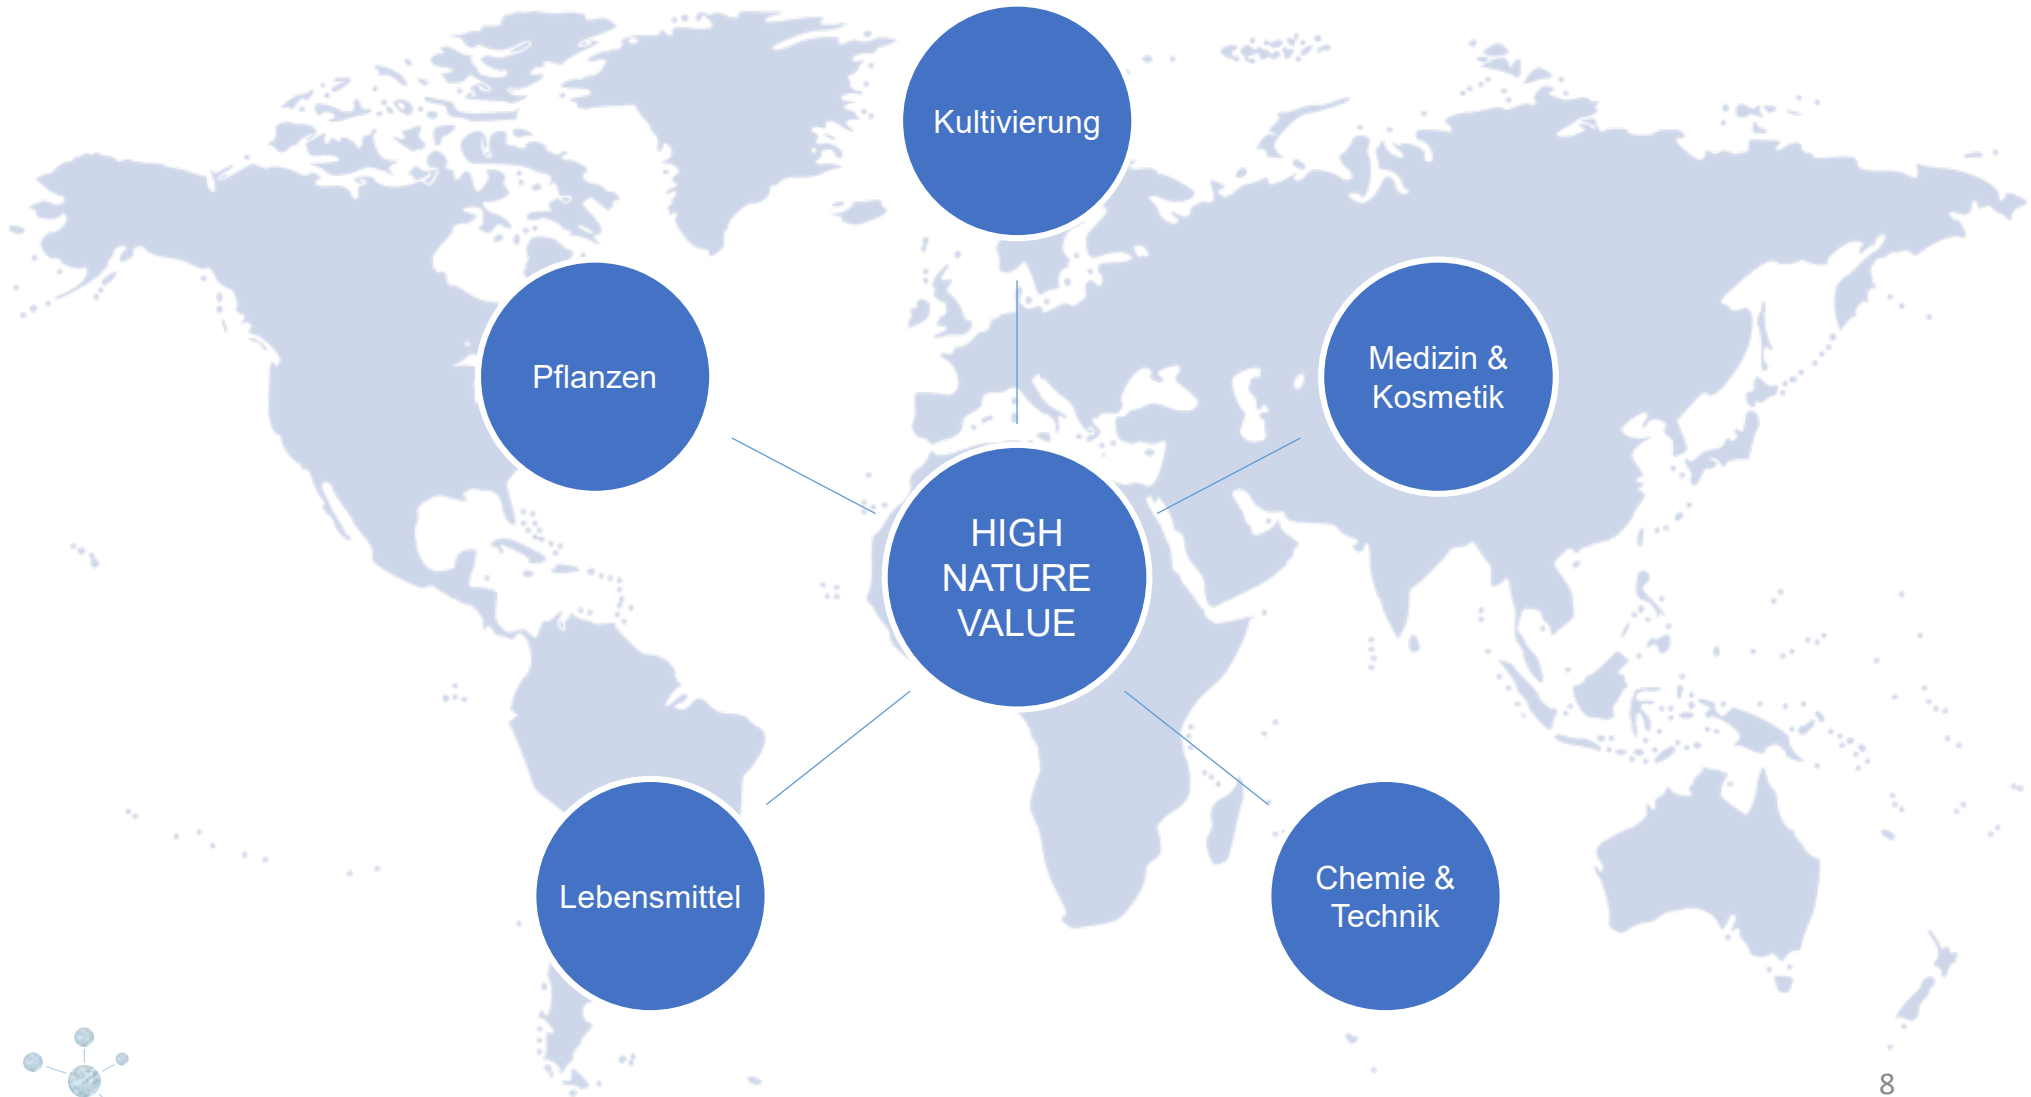 Kultivierung
Pflanzen
Medizin &
Kosmetik
HIGH
NATURE
VALUE
Lebensmittel
Chemie &
Technik
8